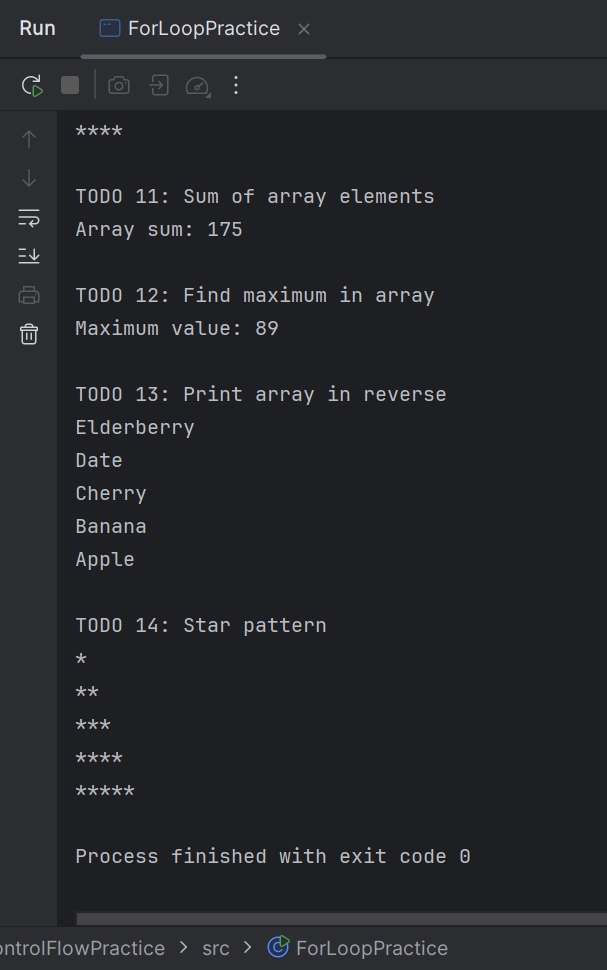 Run
ForLoopPractice
****
TODO 11: Sum of array elements
Array sum: 175
TODO 12: Find maximum in array
Maximum value: 89
TODO 13: Print array in reverse
Elderberry
Date
Cherry
Banana
Apple
TODO 14: Star pattern
*
**
***
****
*****
Process finished with exit code 0
ontrolFlowPractice > src > ForLoopPractice